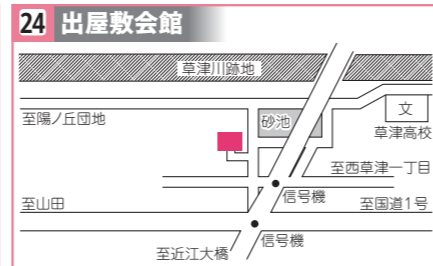 24 出屋敷会館
草津川跡地
至陽ノ丘団地
砂池
文
草津高校
至西草津一丁目
信号機
至山田
至国道1号
信号機
至近江大橋